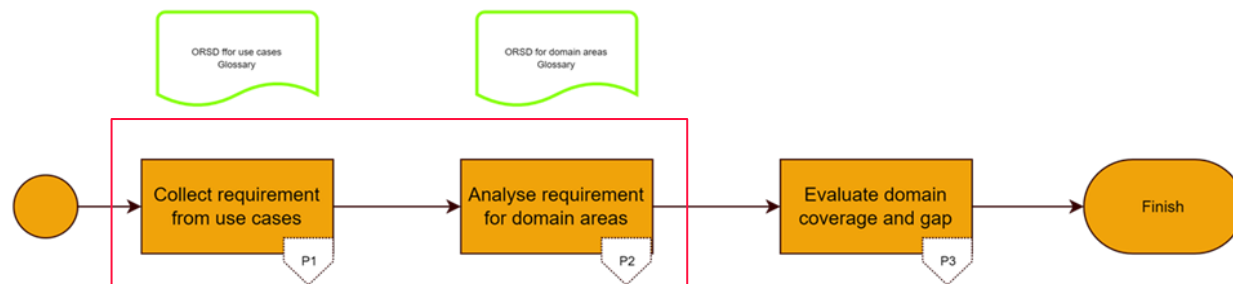 ORSD ffor use cases
Glossary
ORSD for domain areas
Glossary
Collect requirement
from use cases
P1
Analyse requirement
for domain areas
P2
Evaluate domain
coverage and gap
P3
Finish